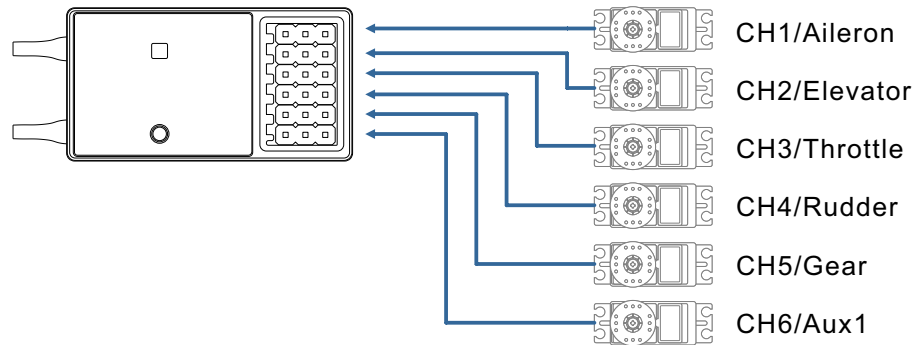 CH1/Aileron
CH2/Elevator
CH3/Throttle
CH4/Rudder
CH5/Gear
CH6/Aux1